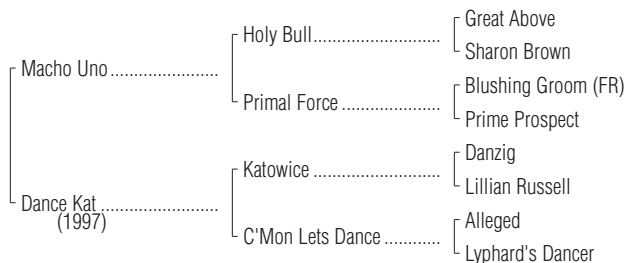 Great Above
Holy Bull........................................
Sharon Brown
Macho Uno..........................
Blushing Groom (FR)
Primal Force ................................
Prime Prospect
Danzig
Katowice ......................................
Lillian Russell
Dance Kat............................
(1997)
Alleged
C'Mon Lets Dance ..................
Lyphard's Dancer